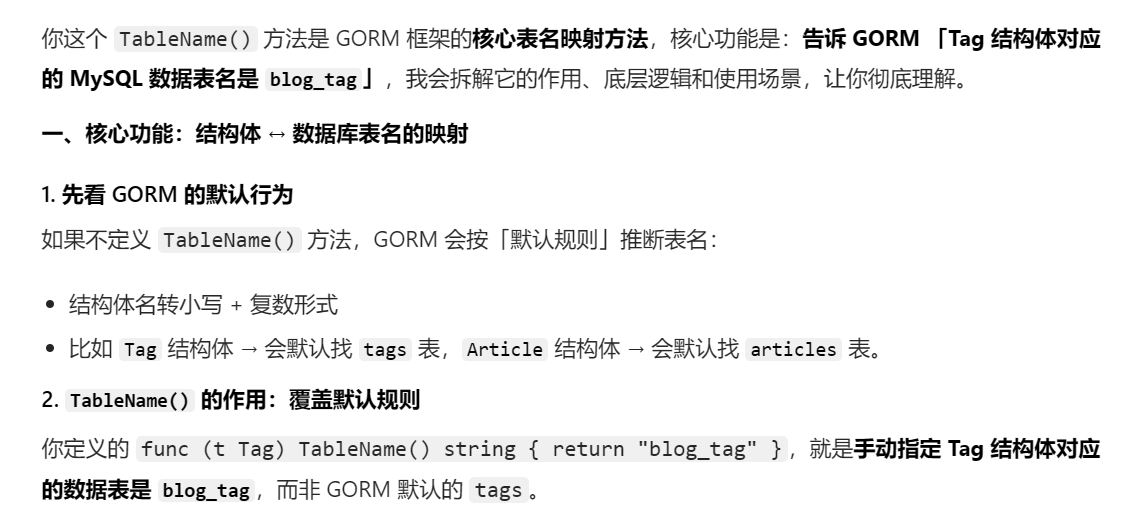 你这个 TableName() 方法是 GORM 框架的核心表名映射方法，核心功能是：告诉 GORM 「Tag 结构体对应
的 MySQL 数据表名是 blog_tag」，我会拆解它的作用、底层逻辑和使用场景，让你彻底理解。
一、核心功能：结构体 ↔ 数据库表名的映射
1. 先看 GORM 的默认行为
如果不定义 TableName() 方法，GORM 会按「默认规则」推断表名：
• 结构体名转小写 + 复数形式
• 比如 Tag 结构体 → 会默认找 tags 表，Article 结构体 → 会默认找 articles 表。
2. TableName() 的作用：覆盖默认规则
你定义的 func (t Tag) TableName() string { return "blog_tag" }，就是手动指定 Tag 结构体对应
的数据表是 blog_tag，而非 GORM 默认的 tags。